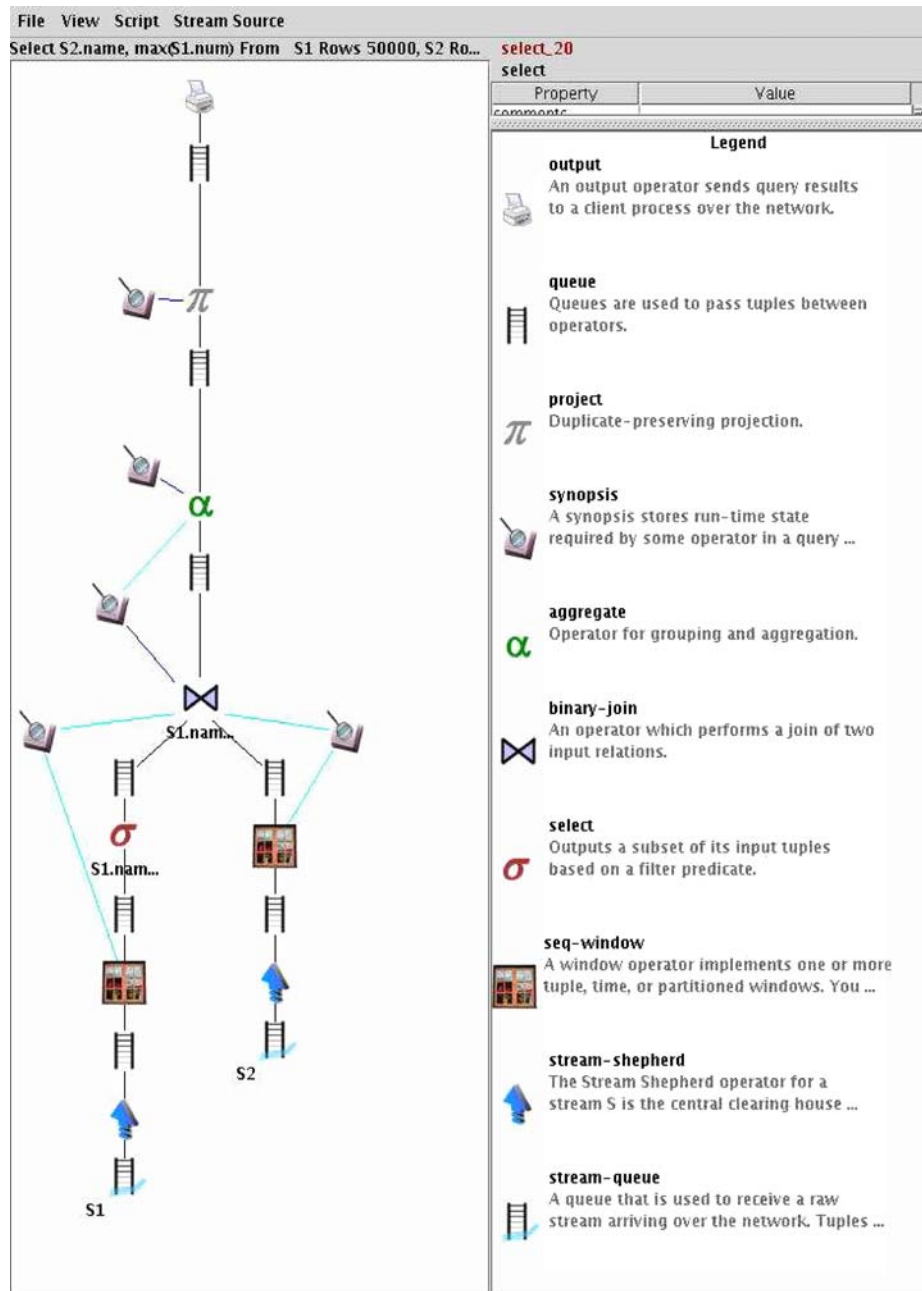 File View Script Stream Source
Select S2.name, max(S1.num) From S1 Rows 50000, S2 Ro...
select_20
select
Property Value
comments
Legend
output
An output operator sends query results
to a client process over the network.
queue
Queues are used to pass tuples between
operators.
project
Duplicate-preserving projection.
synopsis
A synopsis stores run-time state
required by some operator in a query ...
aggregate
Operator for grouping and aggregation.
binary-join
An operator which performs a join of two
input relations.
select
Outputs a subset of its input tuples
based on a filter predicate.
seq-window
A window operator implements one or more
tuple, time, or partitioned windows. You ...
stream-shepherd
The Stream Shepherd operator for a
stream S is the central clearing house ...
stream-queue
A queue that is used to receive a raw
stream arriving over the network. Tuples ...
π
α
S1.nam...
σ
S1.nam...
S2
S1
π
α
σ